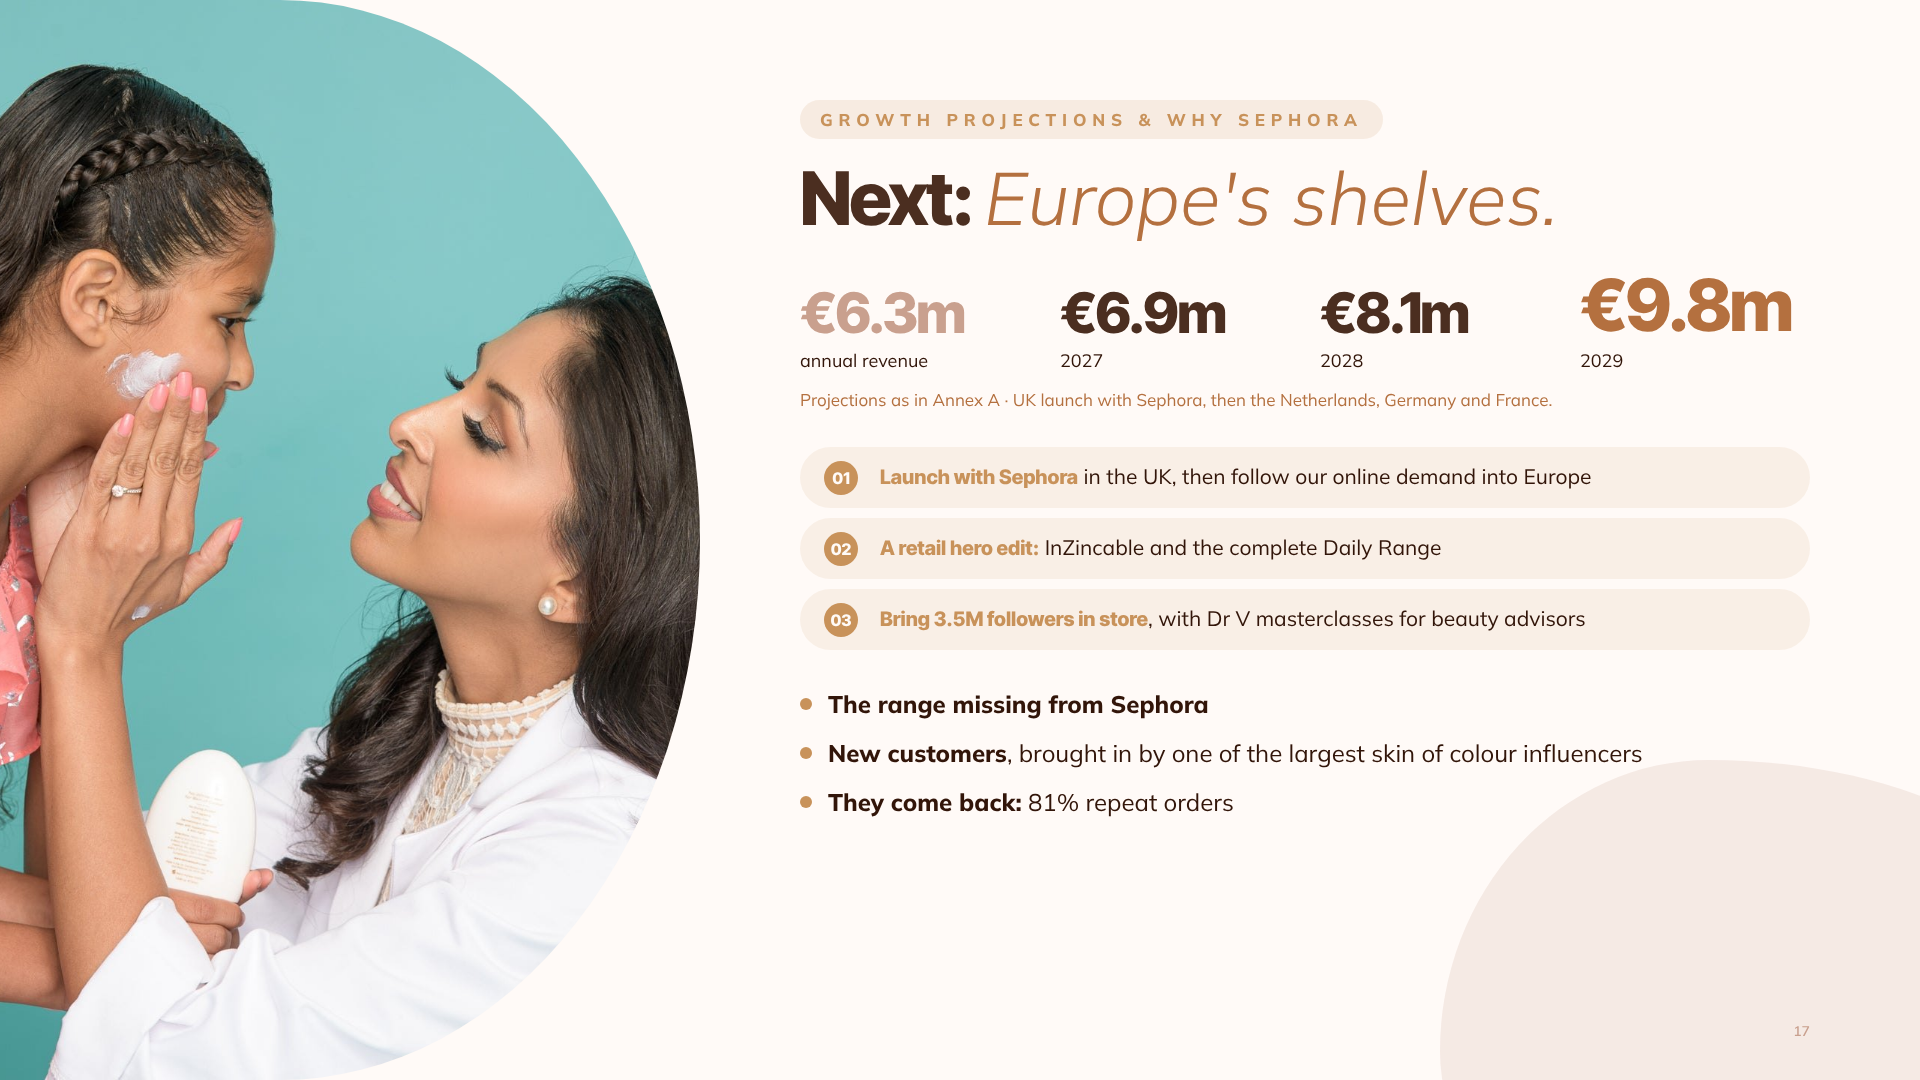 GROWTH PROJECTIONS & WHY SEPHORA
Next: Europe's shelves.
€6.3m
annual revenue
€6.9m
2027
€8.1m
2028
€9.8m
2029
Projections as in Annex A · UK launch with Sephora, then the Netherlands, Germany and France.
01 Launch with Sephora in the UK, then follow our online demand into Europe
02 A retail hero edit: InZincable and the complete Daily Range
03 Bring 3.5M followers in store, with Dr V masterclasses for beauty advisors
The range missing from Sephora
New customers, brought in by one of the largest skin of colour influencers
They come back: 81% repeat orders
17